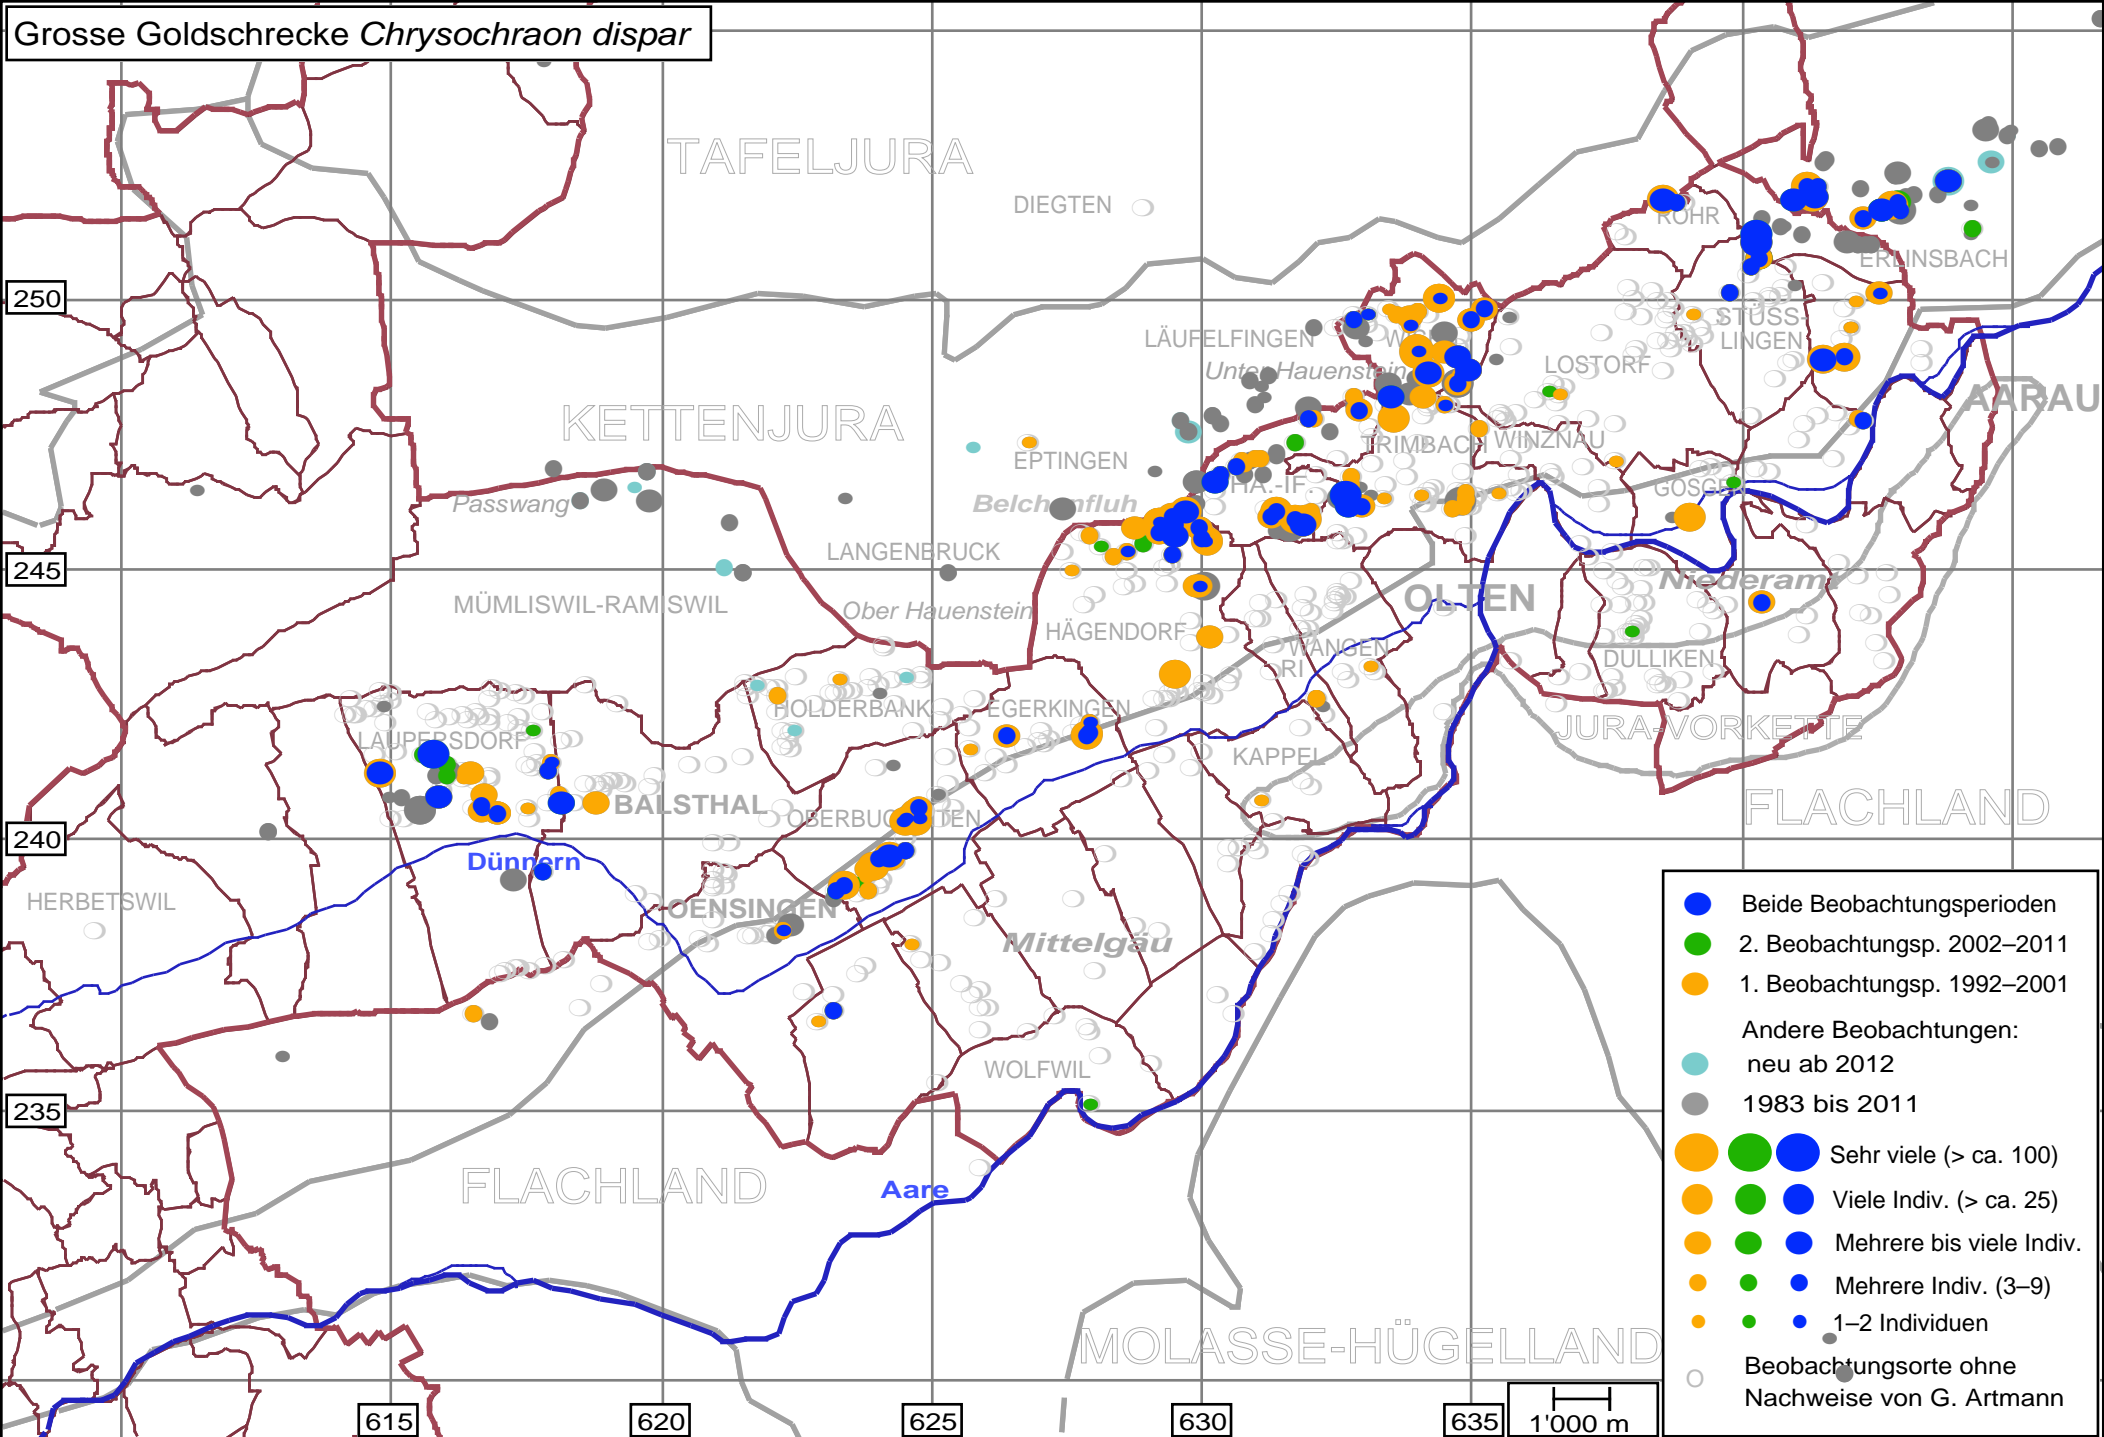 Grosse Goldschrecke Chrysochraon dispar
TAFELJURA
DIEGTEN
ROHR
ERLINSBACH
250
STÜSS-
LINGEN
LÄUFELFINGEN
Unter Hauenstein
LOSTORF
AARAU
KETTENJURA
TRIMBACH
WINZNAU
EPTINGEN
Passwang
Belchenfluh
HA.-IF.
GÖSGEN
LANGENBRUCK
245
Niederamt
MÜMLISWIL-RAMISWIL
Ober Hauenstein
OLTEN
HÄGENDORF
WANGEN
RI
DULLIKEN
HOLDERBANK
EGERKINGEN
JURA-VORKETTE
LAUPERSDORF
KAPPEL
BALSTHAL
OBERBUCHSITEN
FLACHLAND
240
Dünnern
HERBETSWIL
OENSINGEN
Mittelgäu
WOLFWIL
235
FLACHLAND
Aare
MOLASSE-HÜGELLAND
615
620
625
630
635
1'000 m
Beide Beobachtungsperioden
2. Beobachtungsp. 2002–2011
1. Beobachtungsp. 1992–2001
Andere Beobachtungen:
neu ab 2012
1983 bis 2011
Sehr viele (> ca. 100)
Viele Indiv. (> ca. 25)
Mehrere bis viele Indiv.
Mehrere Indiv. (3–9)
1–2 Individuen
Beobachtungsorte ohne
Nachweise von G. Artmann